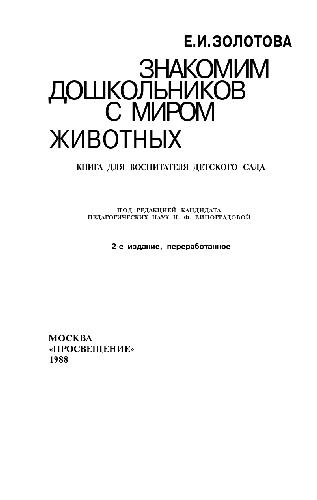 Е.И.ЗОЛОТОВА
ЗНАКОМИМ
ДОШКОЛЬНИКОВ
С МИРОМ
ЖИВОТНЫХ
КНИГА ДЛЯ ВОСПИТАТЕЛЯ ДЕТСКОГО САДА
ПОД РЕДАКЦИЕЙ КАНДИДАТА
ПЕДАГОГИЧЕСКИХ НАУК Н. Ф. ВИНОГРАДОВОЙ
2-е издание, переработанное
МОСКВА
«ПРОСВЕЩЕНИЕ»
1988